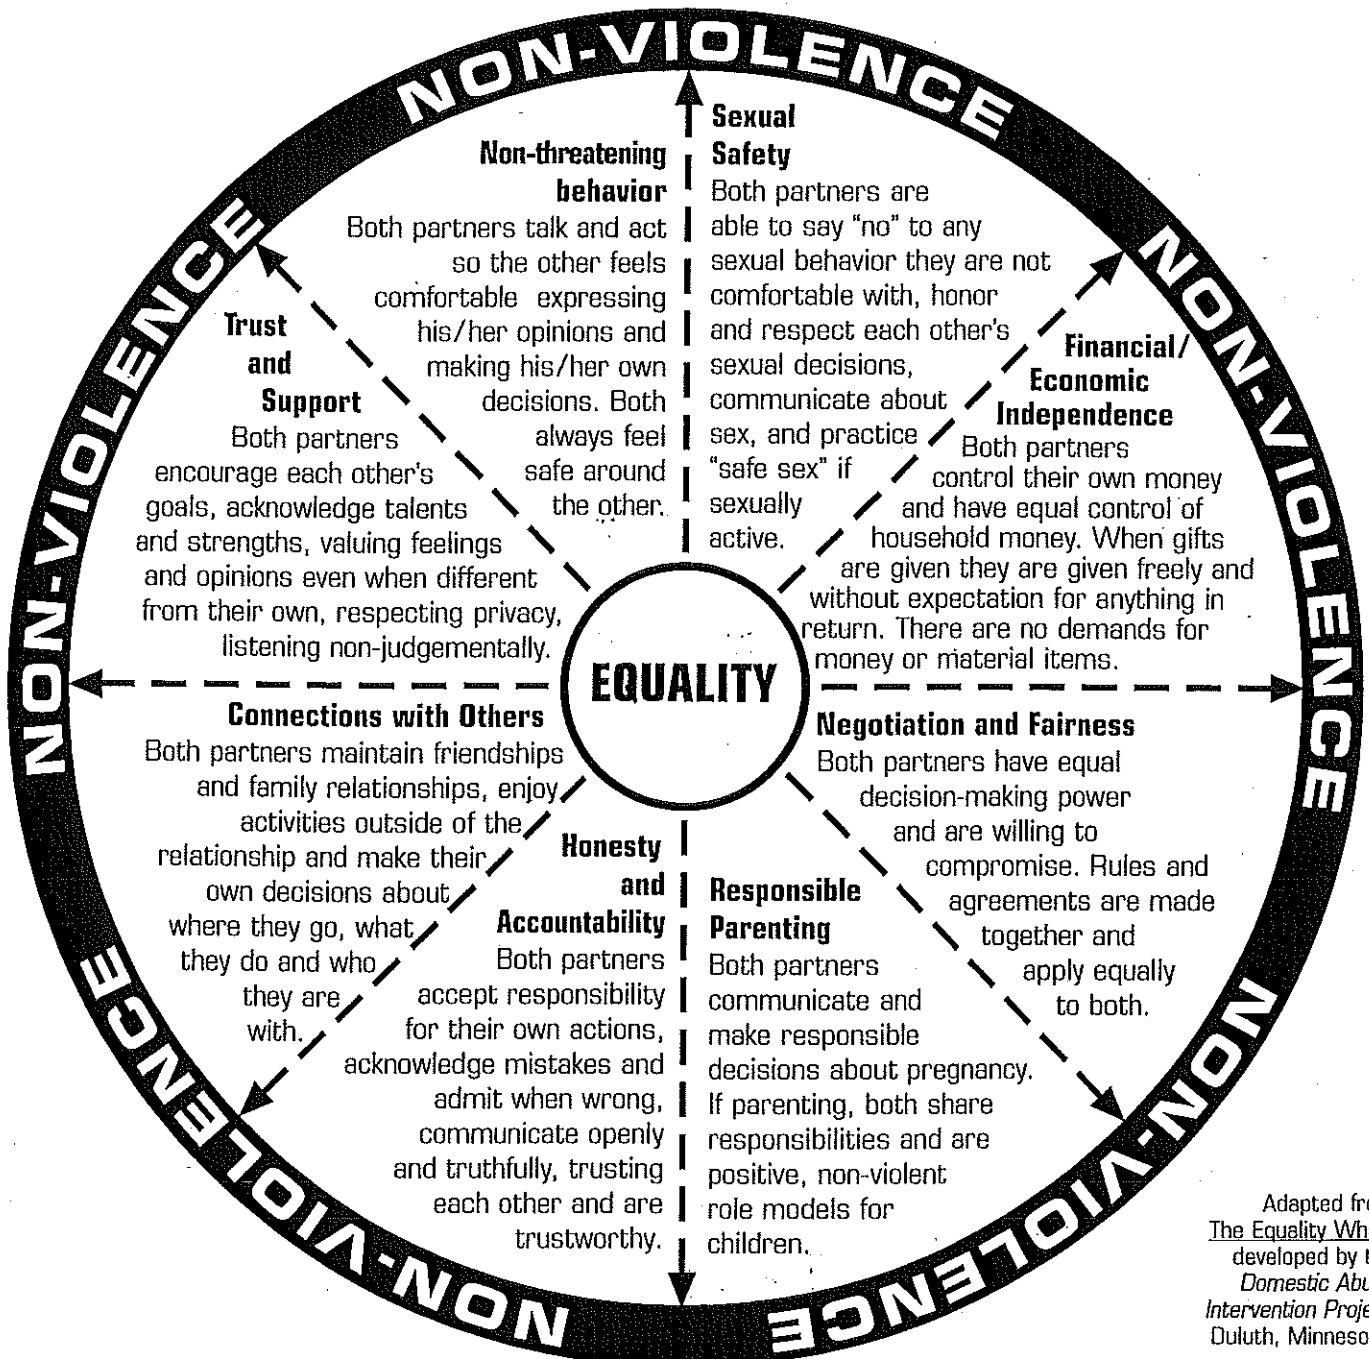 NON-VIOLENCE
NON-VIOLENCE
NON-VIOLENCE
NON-VIOLENCE
NON-VIOLENCE
NON-VIOLENCE
Sexual
Safety
Both partners are
able to say "no" to any
sexual behavior they are not
comfortable with, honor
and respect each other's
sexual decisions,
communicate about
sex, and practice
"safe sex" if
sexually
active.
Financial/
Economic
Independence
Both partners
control their own money
and have equal control of
household money. When gifts
are given they are given freely and
without expectation for anything in
return. There are no demands for
money or material items.
Negotiation and Fairness
Both partners have equal
decision-making power
and are willing to
compromise. Rules and
agreements are made
together and
apply equally
to both.
Responsible
Parenting
Both partners
communicate and
make responsible
decisions about pregnancy.
If parenting, both share
responsibilities and are
positive, non-violent
role models for
children.
Honesty
and
Accountability
Both partners
accept responsibility
for their own actions,
acknowledge mistakes and
admit when wrong,
communicate openly
and truthfully, trusting
each other and are
trustworthy.
Connections with Others
Both partners maintain friendships
and family relationships, enjoy
activities outside of the
relationship and make their
own decisions about
where they go, what
they do and who
they are
with.
Trust
and
Support
Both partners
encourage each other's
goals, acknowledge talents
and strengths, valuing feelings
and opinions even when different
from their own, respecting privacy,
listening non-judgementally.
Non-threatening
behavior
Both partners talk and act
so the other feels
comfortable expressing
his/her opinions and
making his/her own
decisions. Both
always feel
safe around
the other.
EQUALITY
Adapted
The Equality
developed by
Domestic
Intervention
Duluth,